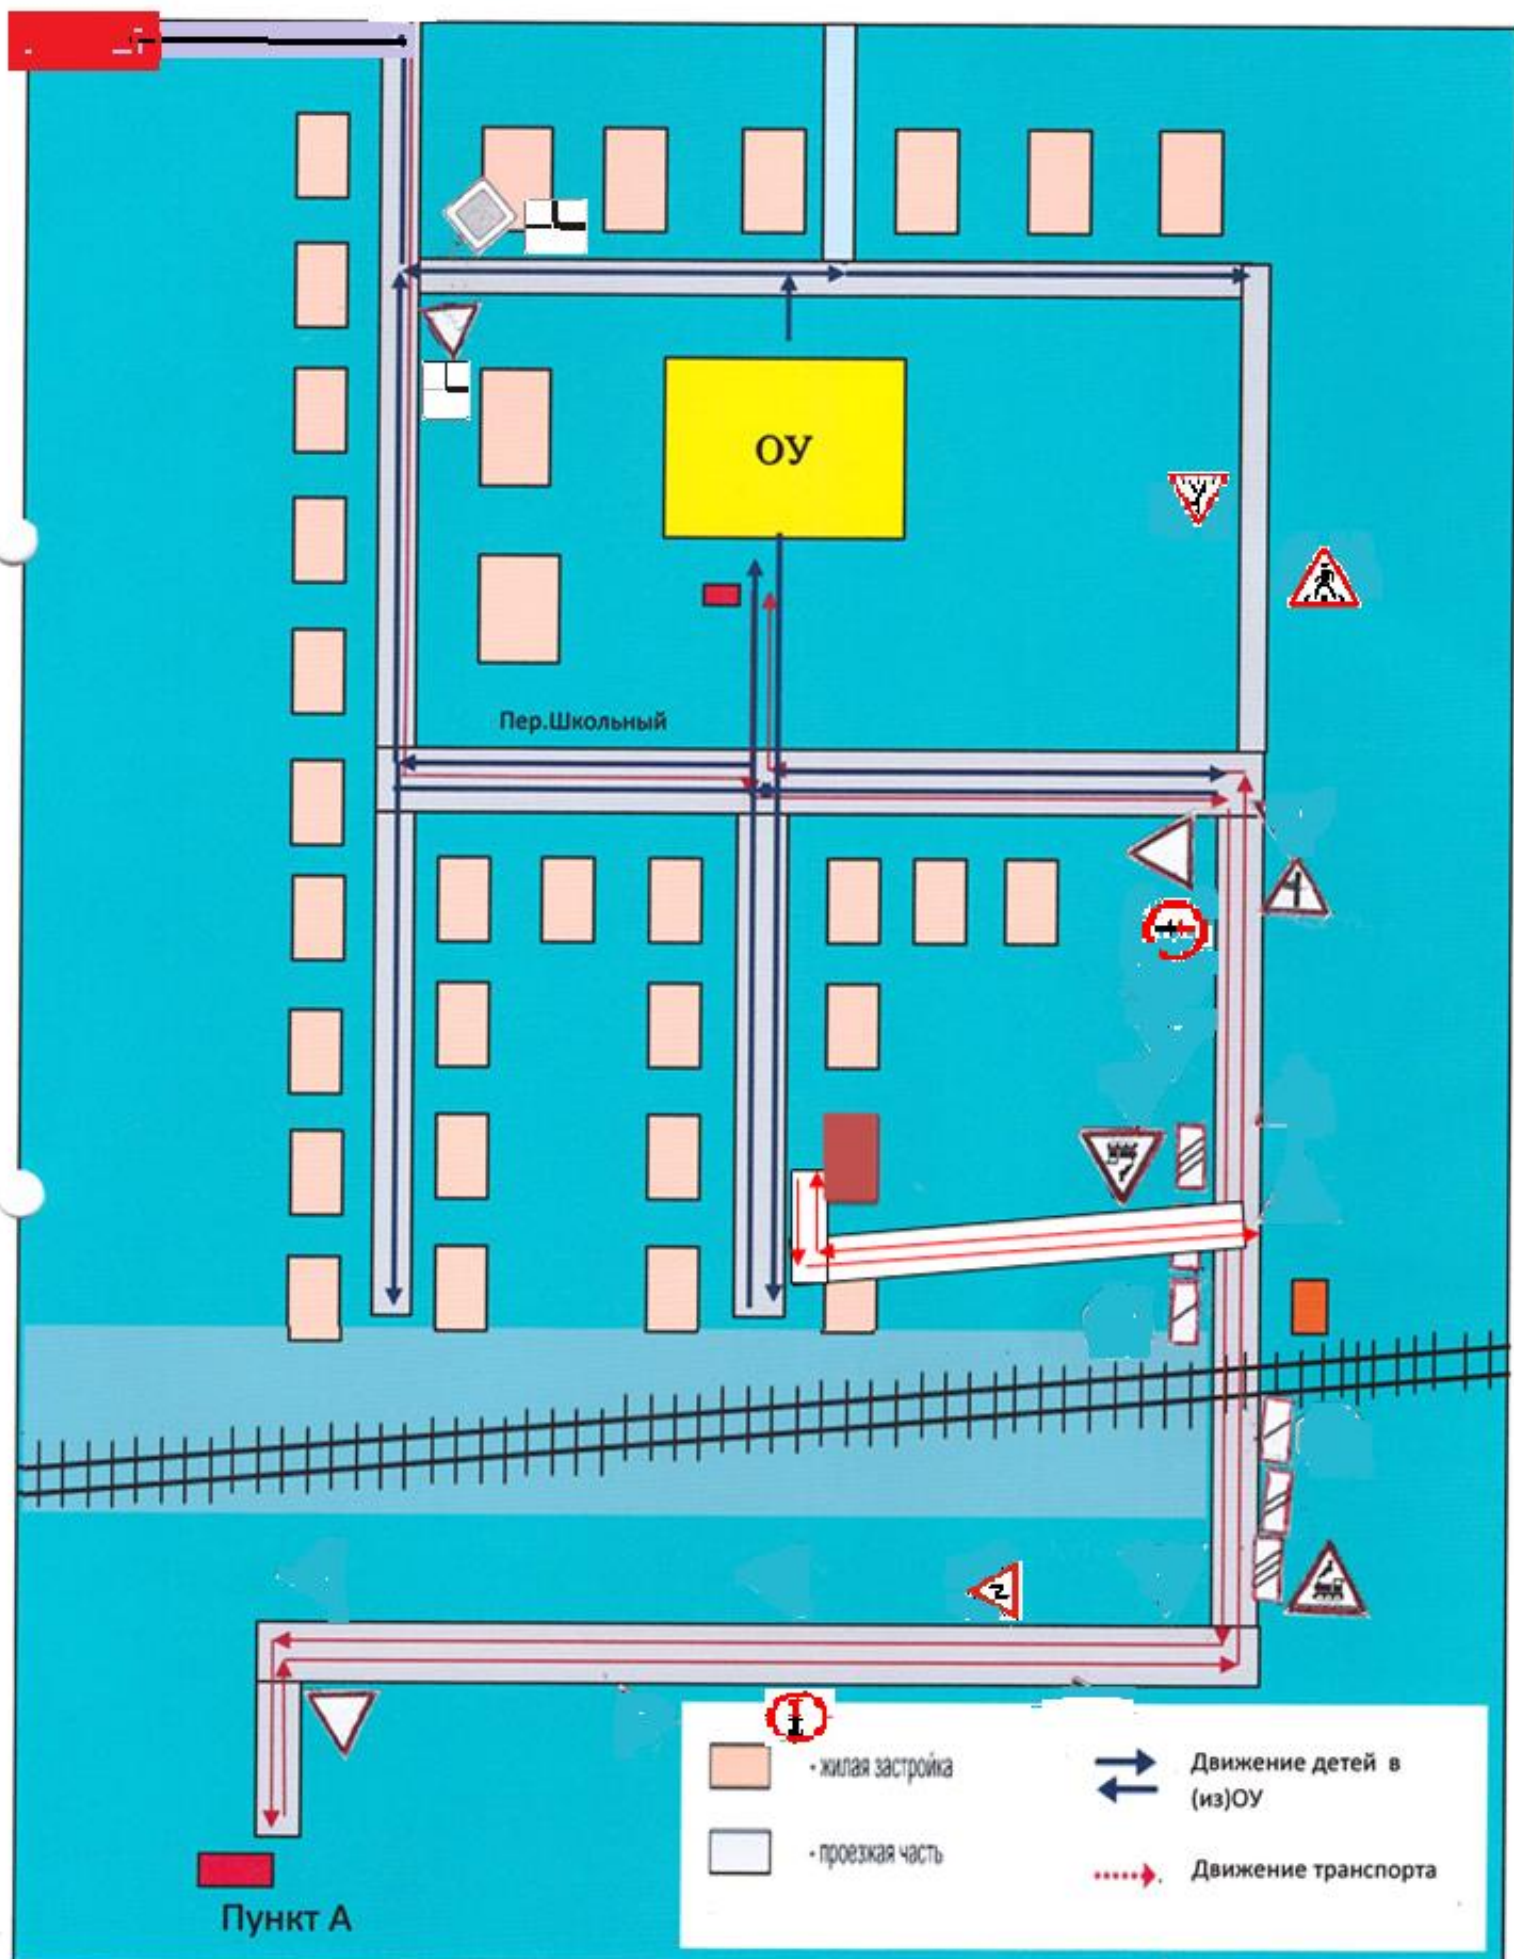 ОУ
Пер.Школьный
- жилая застройка
Движение детей в
(из)ОУ
- проезжая часть
Движение транспорта
Пункт А